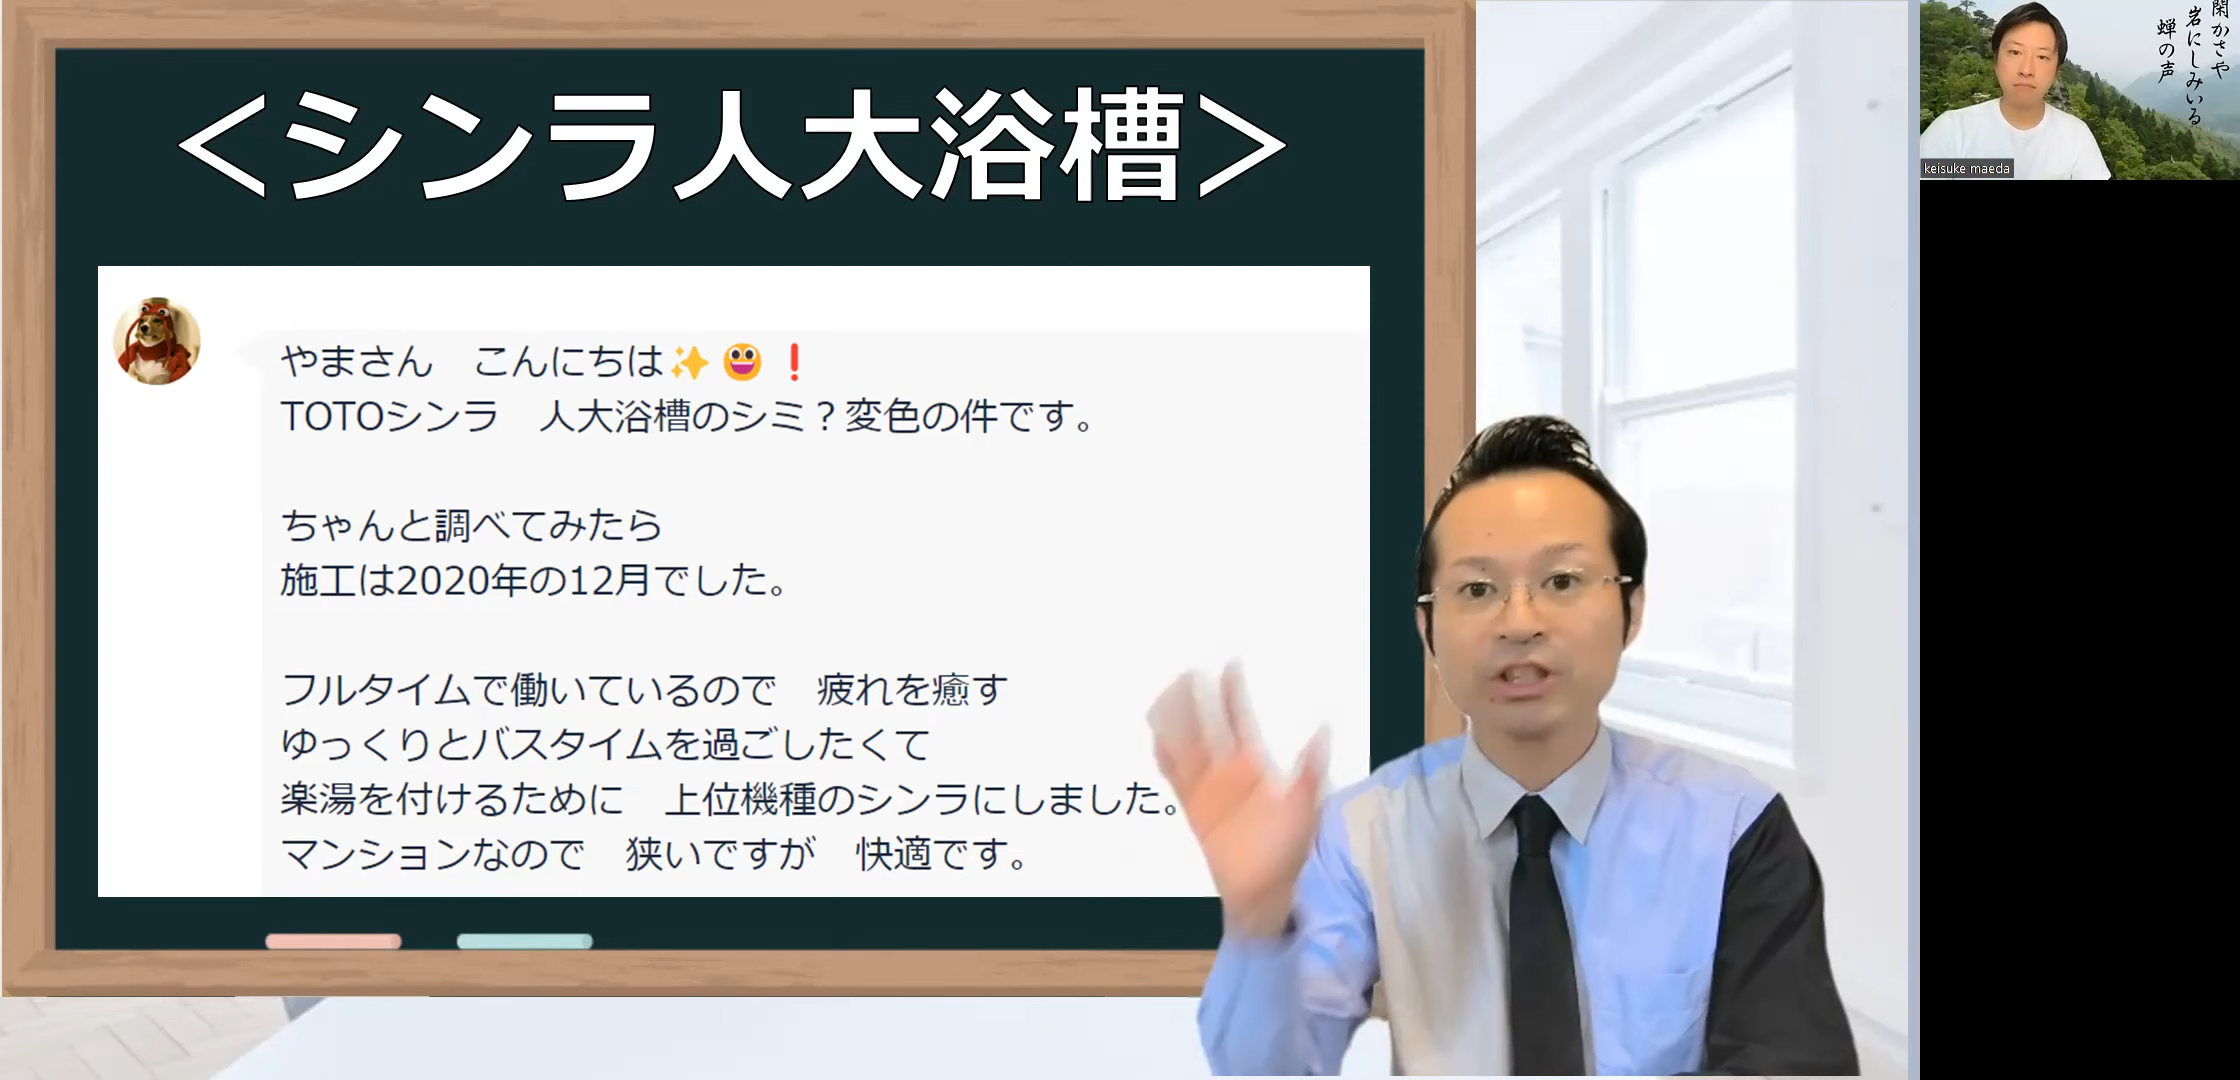 ＜シンラ人大浴槽＞
やまさん　こんにちは✨😃❗
TOTOシンラ　人大浴槽のシミ？変色の件です。
ちゃんと調べてみたら
施工は2020年の12月でした。
フルタイムで働いているので　疲れを癒す
ゆっくりとバスタイムを過ごしたくて
楽湯を付けるために　上位機種のシンラにしました。
マンションなので　狭いですが　快適です。
閑かさや
岩にしみいる
蝉の声
keisuke maeda